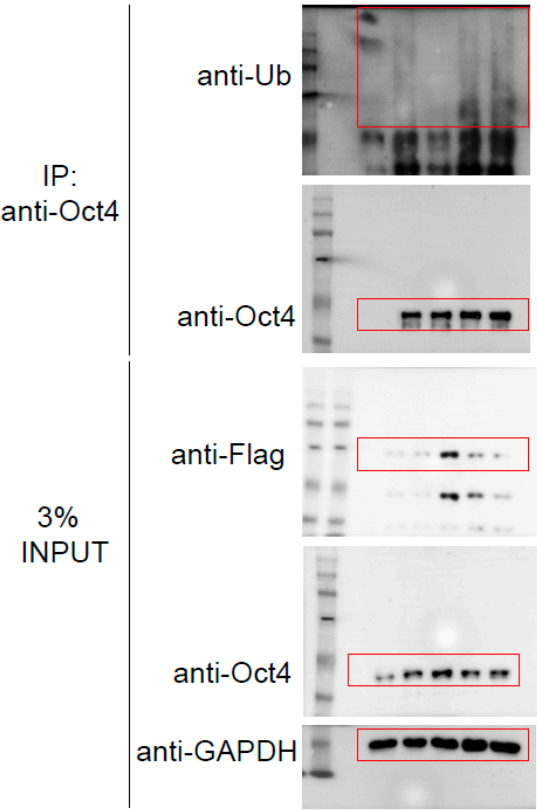 anti-Ub
IP:
anti-Oct4
anti-Oct4
anti-Flag
3%
INPUT
anti-Oct4
anti-GAPDH